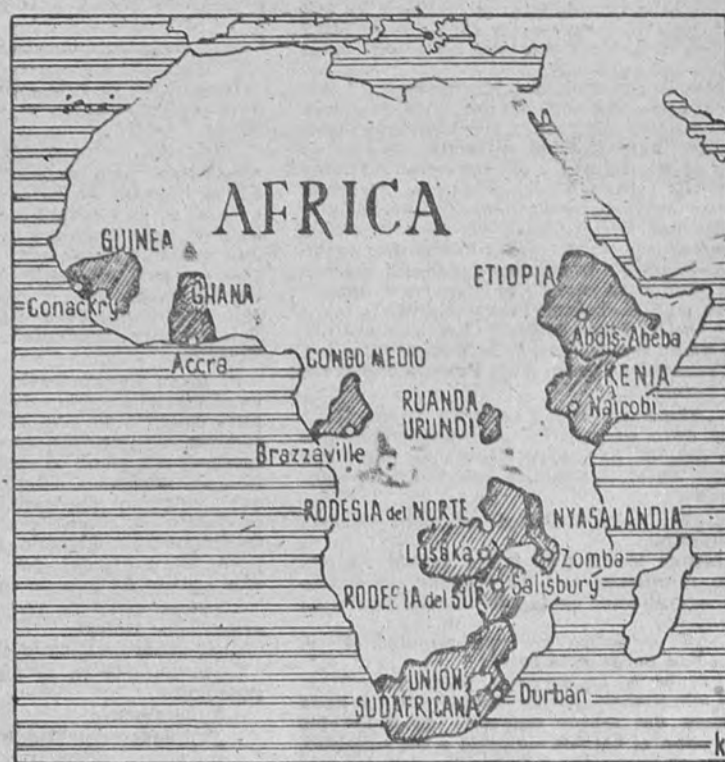 AFRICA
GUINEA
Conackry
GHANA
Accra
ETIOPIA
Abdis-Abeba
CONGO MEDIO
Brazzaville
RUANDA
URUNDI
KENIA
Nairobi
RODESIA del NORTE
NYASALANDIA
Lusaka
Zomba
Salisbury
RODESIA del SUR
UNION
SUDAFRICANA
Durbán
k